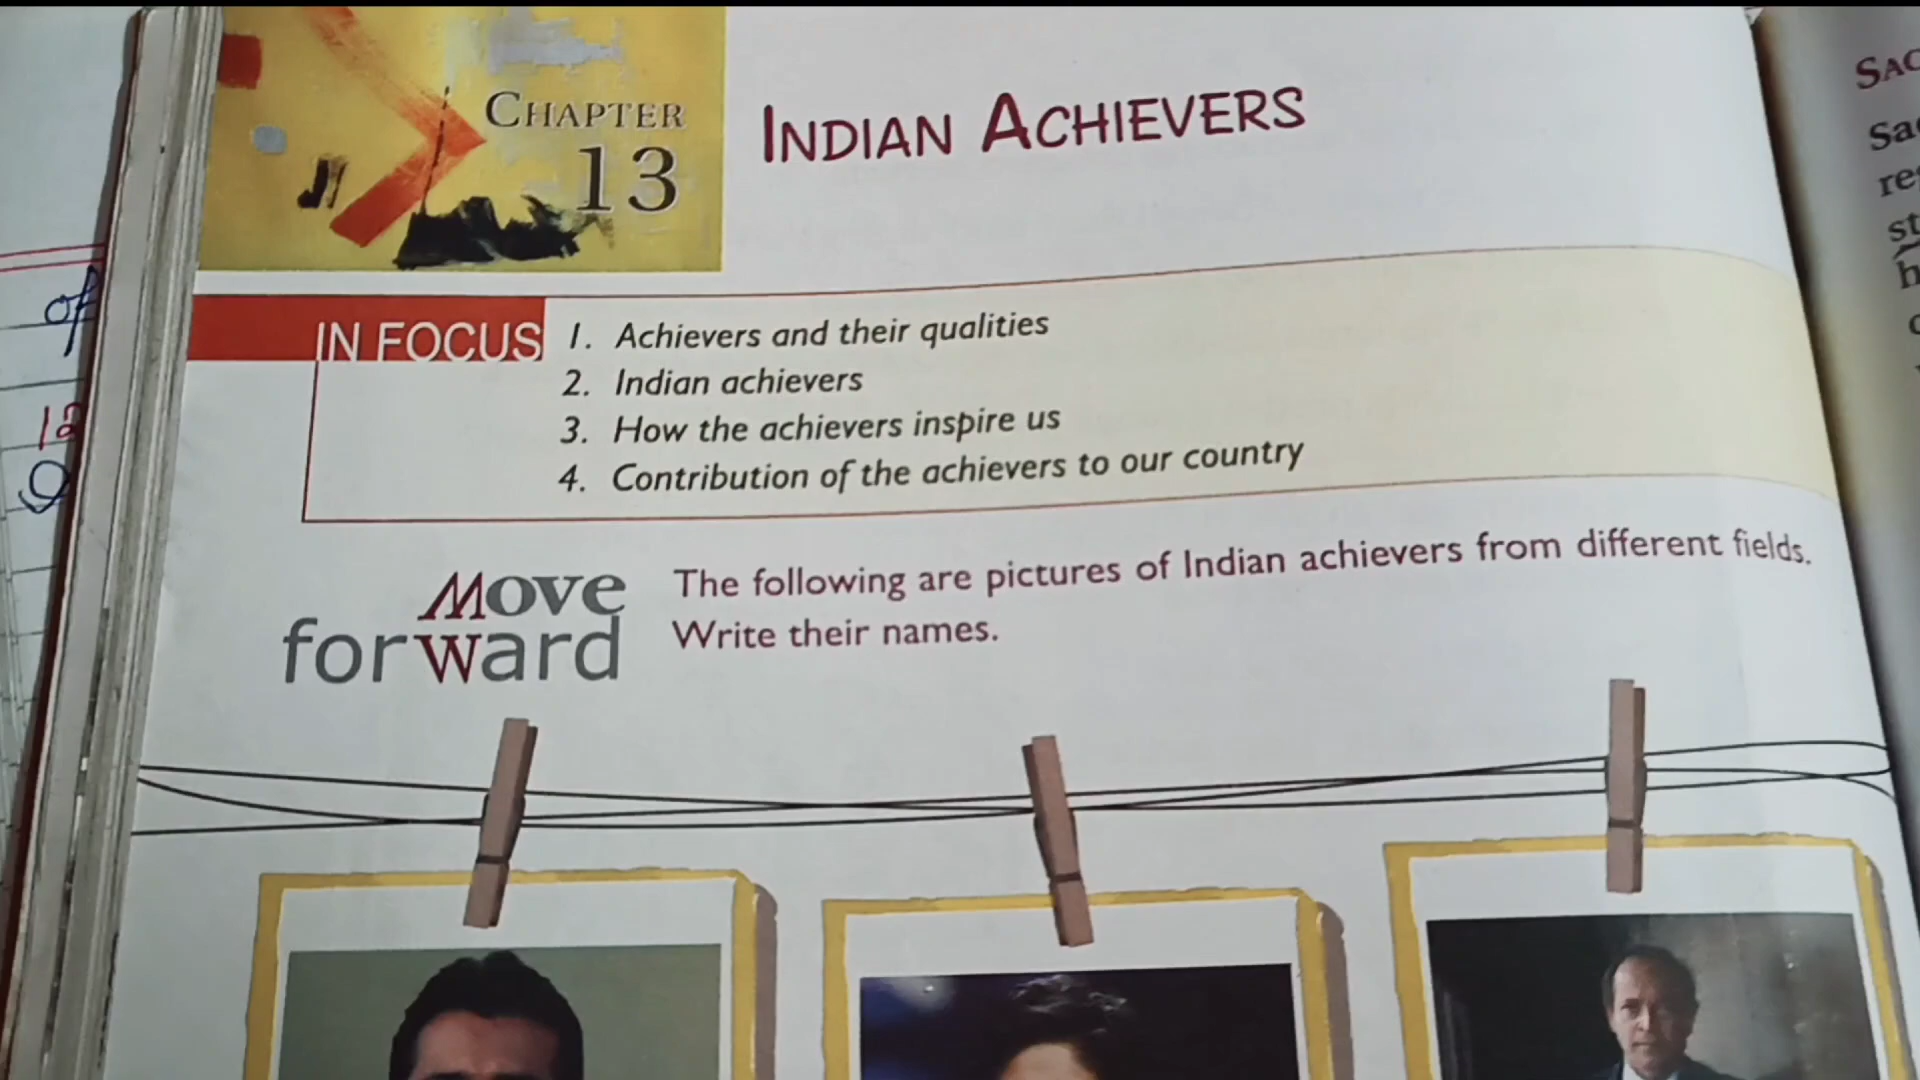 CHAPTER
13
INDIAN ACHIEVERS
IN FOCUS
1. Achievers and their qualities
2. Indian achievers
3. How the achievers inspire us
4. Contribution of the achievers to our country
Move
forward
The following are pictures of Indian achievers from different fields.
Write their names.